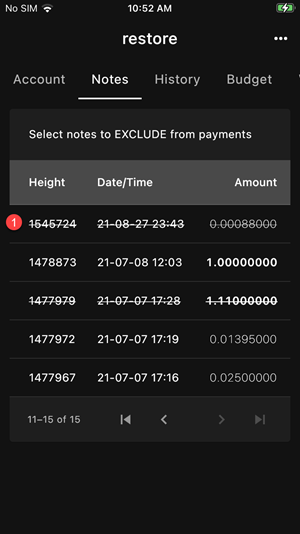 No SIM 10:52 AM
restore
Account Notes History Budget
Select notes to EXCLUDE from payments
Height Date/Time Amount
1 1545724 21-08-27 23:43 0.00088000
1478873 21-07-08 12:03 1.00000000
1477979 21-07-07 17:28 1.11000000
1477972 21-07-07 17:19 0.01395000
1477967 21-07-07 17:16 0.02500000
11–15 of 15